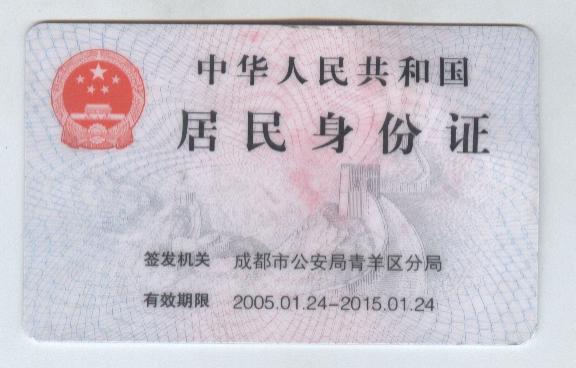 中华人民共和国
居民身份证
签发机关 成都市公安局青羊区分局
有效期限 2005.01.24-2015.01.24